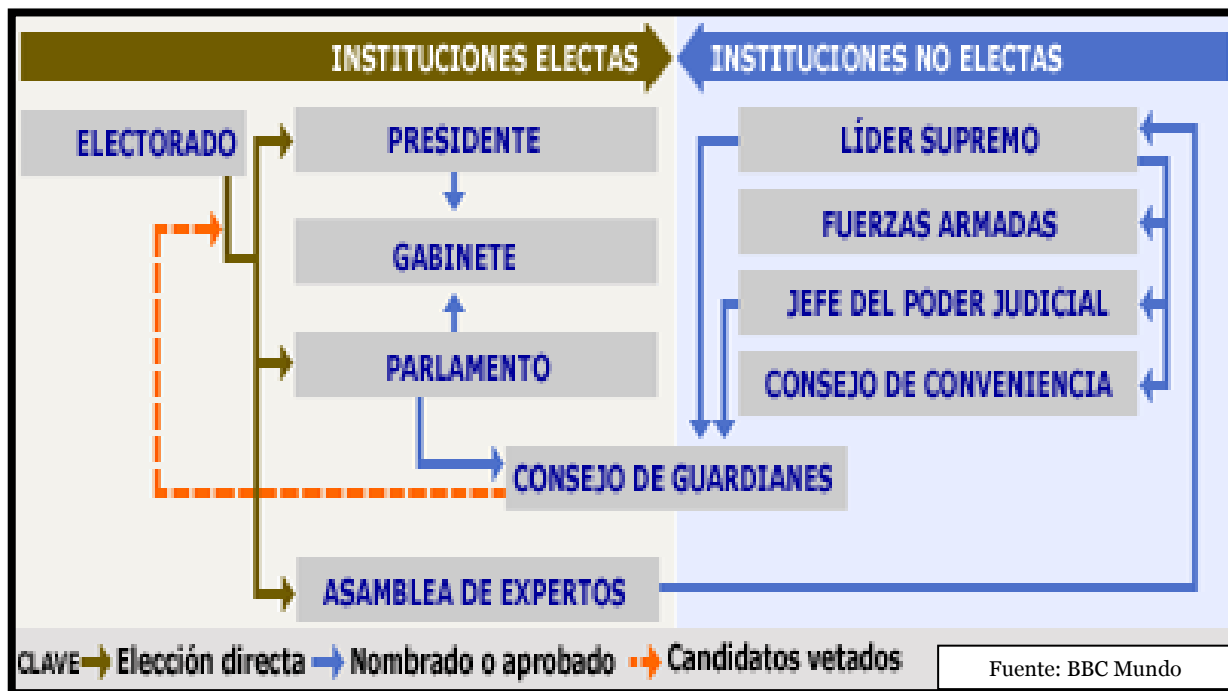 INSTITUCIONES ELECTAS
INSTITUCIONES NO ELECTAS
ELECTORADO
PRESIDENTE
GABINETE
PARLAMENTO
LÍDER SUPREMO
FUERZAS ARMADAS
JEFE DEL PODER JUDICIAL
CONSEJO DE CONVENIENCIA
CONSEJO DE GUARDIANES
ASAMBLEA DE EXPERTOS
CLAVE Elección directa Nombrado o aprobado Candidatos vetados
Fuente: BBC Mundo